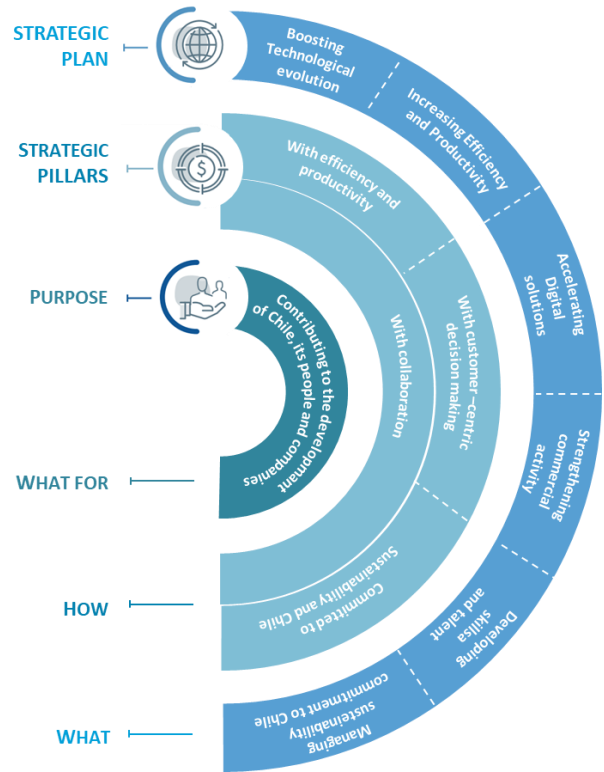 STRATEGIC
PLAN
Boosting
Technological
evolution
Increasing Efficiency
and Productivity
Accelerating
Digital
solutions
Strengthening
commercial
activity
Developing
skillsa
and talent
Managing
sustainability
commitment to Chile
STRATEGIC
PILLARS
$
With efficiency and
productivity
With customer –centric
decision making
With collaboration
Committed to
Sustainability and Chile
PURPOSE
Contributing to the development
of Chile, its people and companies
WHAT FOR
HOW
WHAT